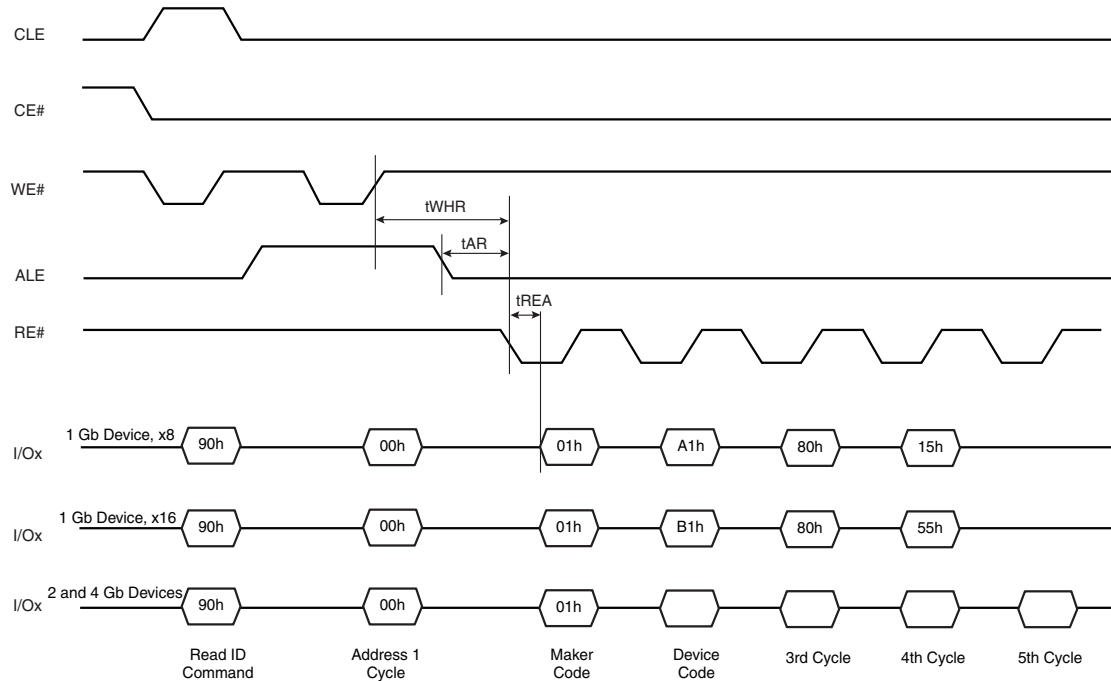 CLE
CE#
WE#
tWHR
tAR
ALE
tREA
RE#
I/Ox 1 Gb Device, x8 90h 00h 01h A1h 80h 15h
I/Ox 1 Gb Device, x16 90h 00h 01h B1h 80h 55h
I/Ox 2 and 4 Gb Devices 90h 00h 01h
Read ID Command
Address 1 Cycle
Maker Code
Device Code
3rd Cycle
4th Cycle
5th Cycle